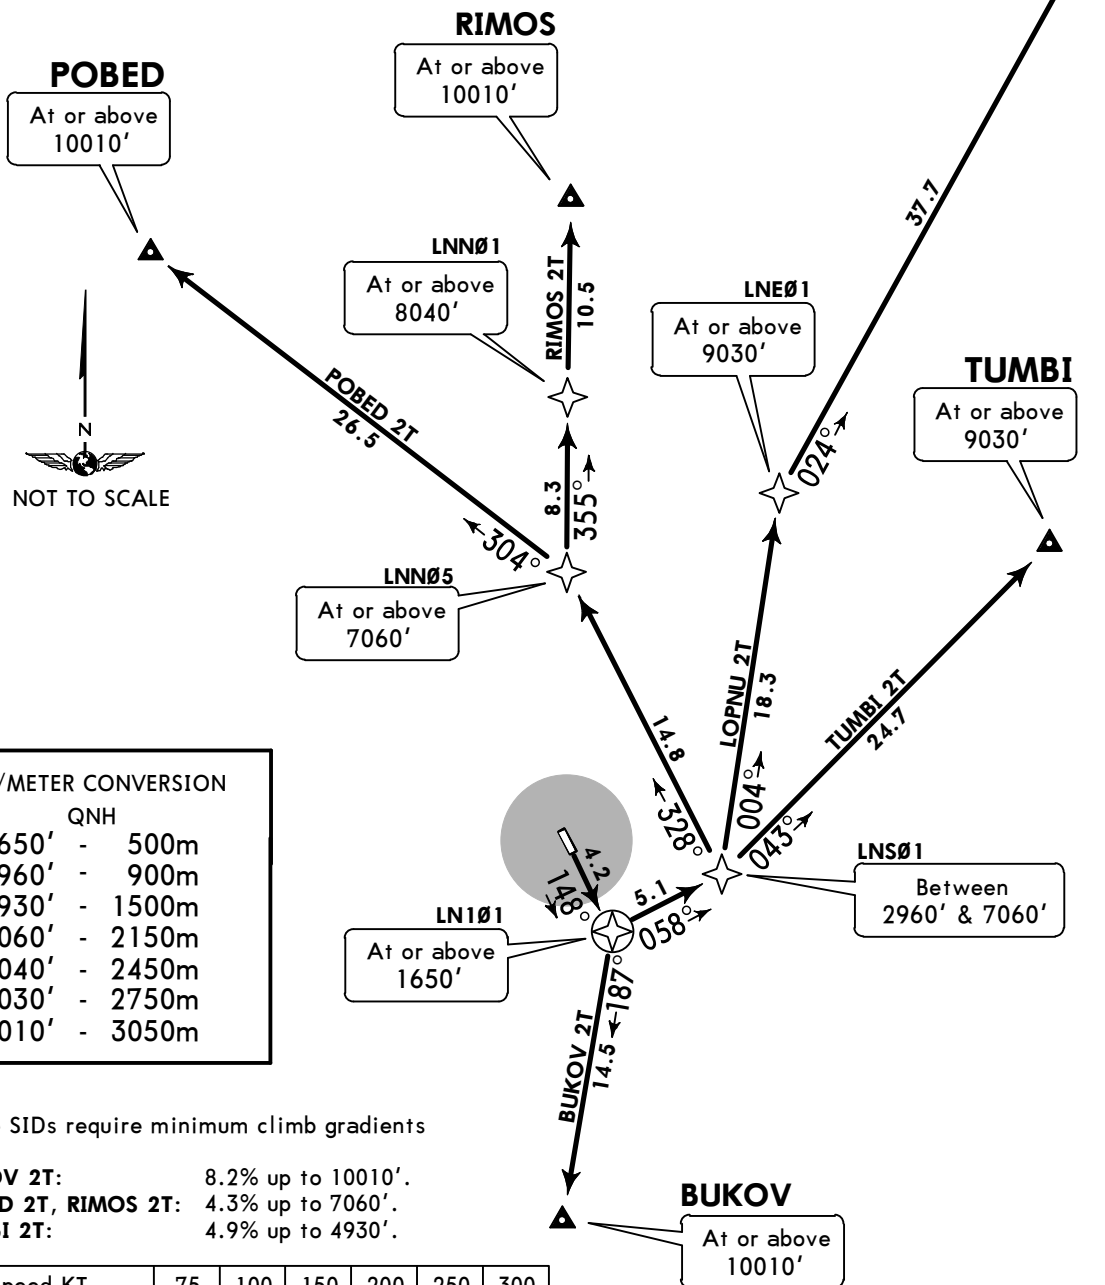 RIMOS
At or above
10010'
POBED
At or above
10010'
37.7
LNNØ1
At or above
8040'
RIMOS 2T
10.5
LNEØ1
At or above
9030'
TUMBI
At or above
9030'
POBED 2T
26.5
N
NOT TO SCALE
024°
8.3
355°
304°
LNNØ5
At or above
7060'
14.8
LOPNU 2T
18.3
TUMBI 2T
24.7
328°
004°
043°
/METER CONVERSION
QNH
650' - 500m
960' - 900m
930' - 1500m
060' - 2150m
040' - 2450m
030' - 2750m
010' - 3050m
4.2
148°
LNSØ1
Between
2960' & 7060'
5.1
058°
LN1Ø1
At or above
1650'
187°
BUKOV 2T
14.5
SIDs require minimum climb gradients
V 2T: 8.2% up to 10010'.
D 2T, RIMOS 2T: 4.3% up to 7060'.
I 2T: 4.9% up to 4930'.
BUKOV
At or above
10010'
peed KT 75 100 150 200 250 300